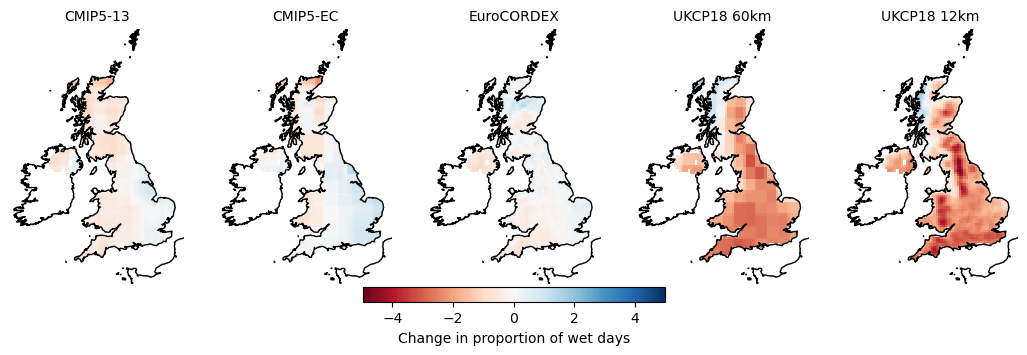 CMIP5-13
CMIP5-EC
EuroCORDEX
UKCP18 60km
UKCP18 12km
−4
−2
0
2
4
Change in proportion of wet days